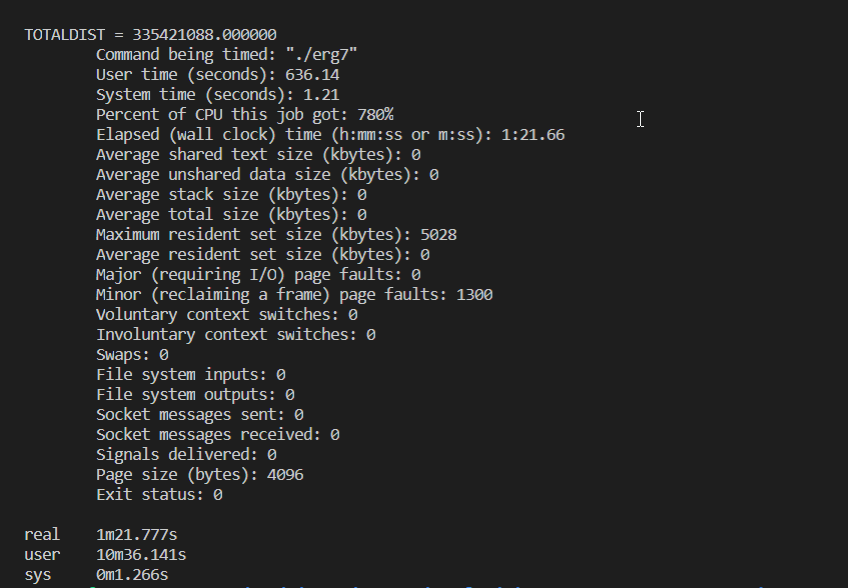 TOTALDIST = 335421088.000000
Command being timed: "./erg7"
User time (seconds): 636.14
System time (seconds): 1.21
Percent of CPU this job got: 780%
Elapsed (wall clock) time (h:mm:ss or m:ss): 1:21.66
Average shared text size (kbytes): 0
Average unshared data size (kbytes): 0
Average stack size (kbytes): 0
Average total size (kbytes): 0
Maximum resident set size (kbytes): 5028
Average resident set size (kbytes): 0
Major (requiring I/O) page faults: 0
Minor (reclaiming a frame) page faults: 1300
Voluntary context switches: 0
Involuntary context switches: 0
Swaps: 0
File system inputs: 0
File system outputs: 0
Socket messages sent: 0
Socket messages received: 0
Signals delivered: 0
Page size (bytes): 4096
Exit status: 0
real 1m21.777s
user 10m36.141s
sys 0m1.266s